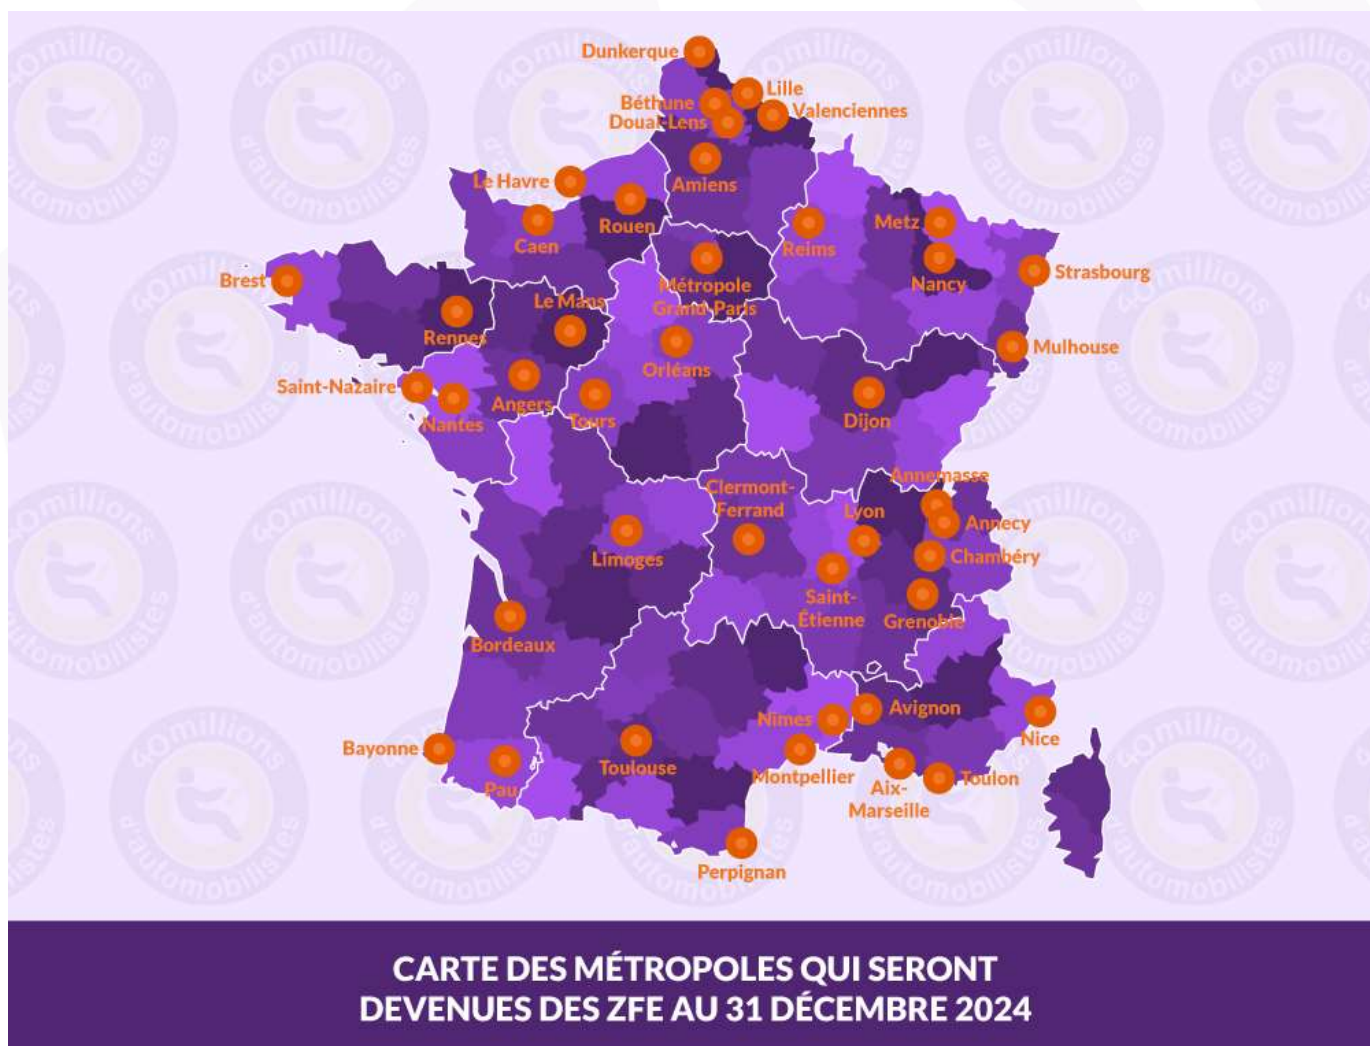 Dunkerque
Lille
Béthune
Valenciennes
Douai-Lens
Amiens
Le Havre
Rouen
Caen
Reims
Metz
Nancy
Strasbourg
Brest
Rennes
Le Mans
Métropole
Grand-Paris
Orléans
Mulhouse
Saint-Nazaire
Nantes
Angers
Tours
Dijon
Annemasse
Clermont-
Ferrand
Lyon
Annecy
Limoges
Chambéry
Saint-
Étienne
Grenoble
Bordeaux
Nîmes
Avignon
Nice
Bayonne
Pau
Toulouse
Montpellier
Aix-
Marseille
Toulon
Perpignan
40 millions
d'automobilistes
CARTE DES MÉTROPOLES QUI SERONT
DEVENUES DES ZFE AU 31 DÉCEMBRE 2024